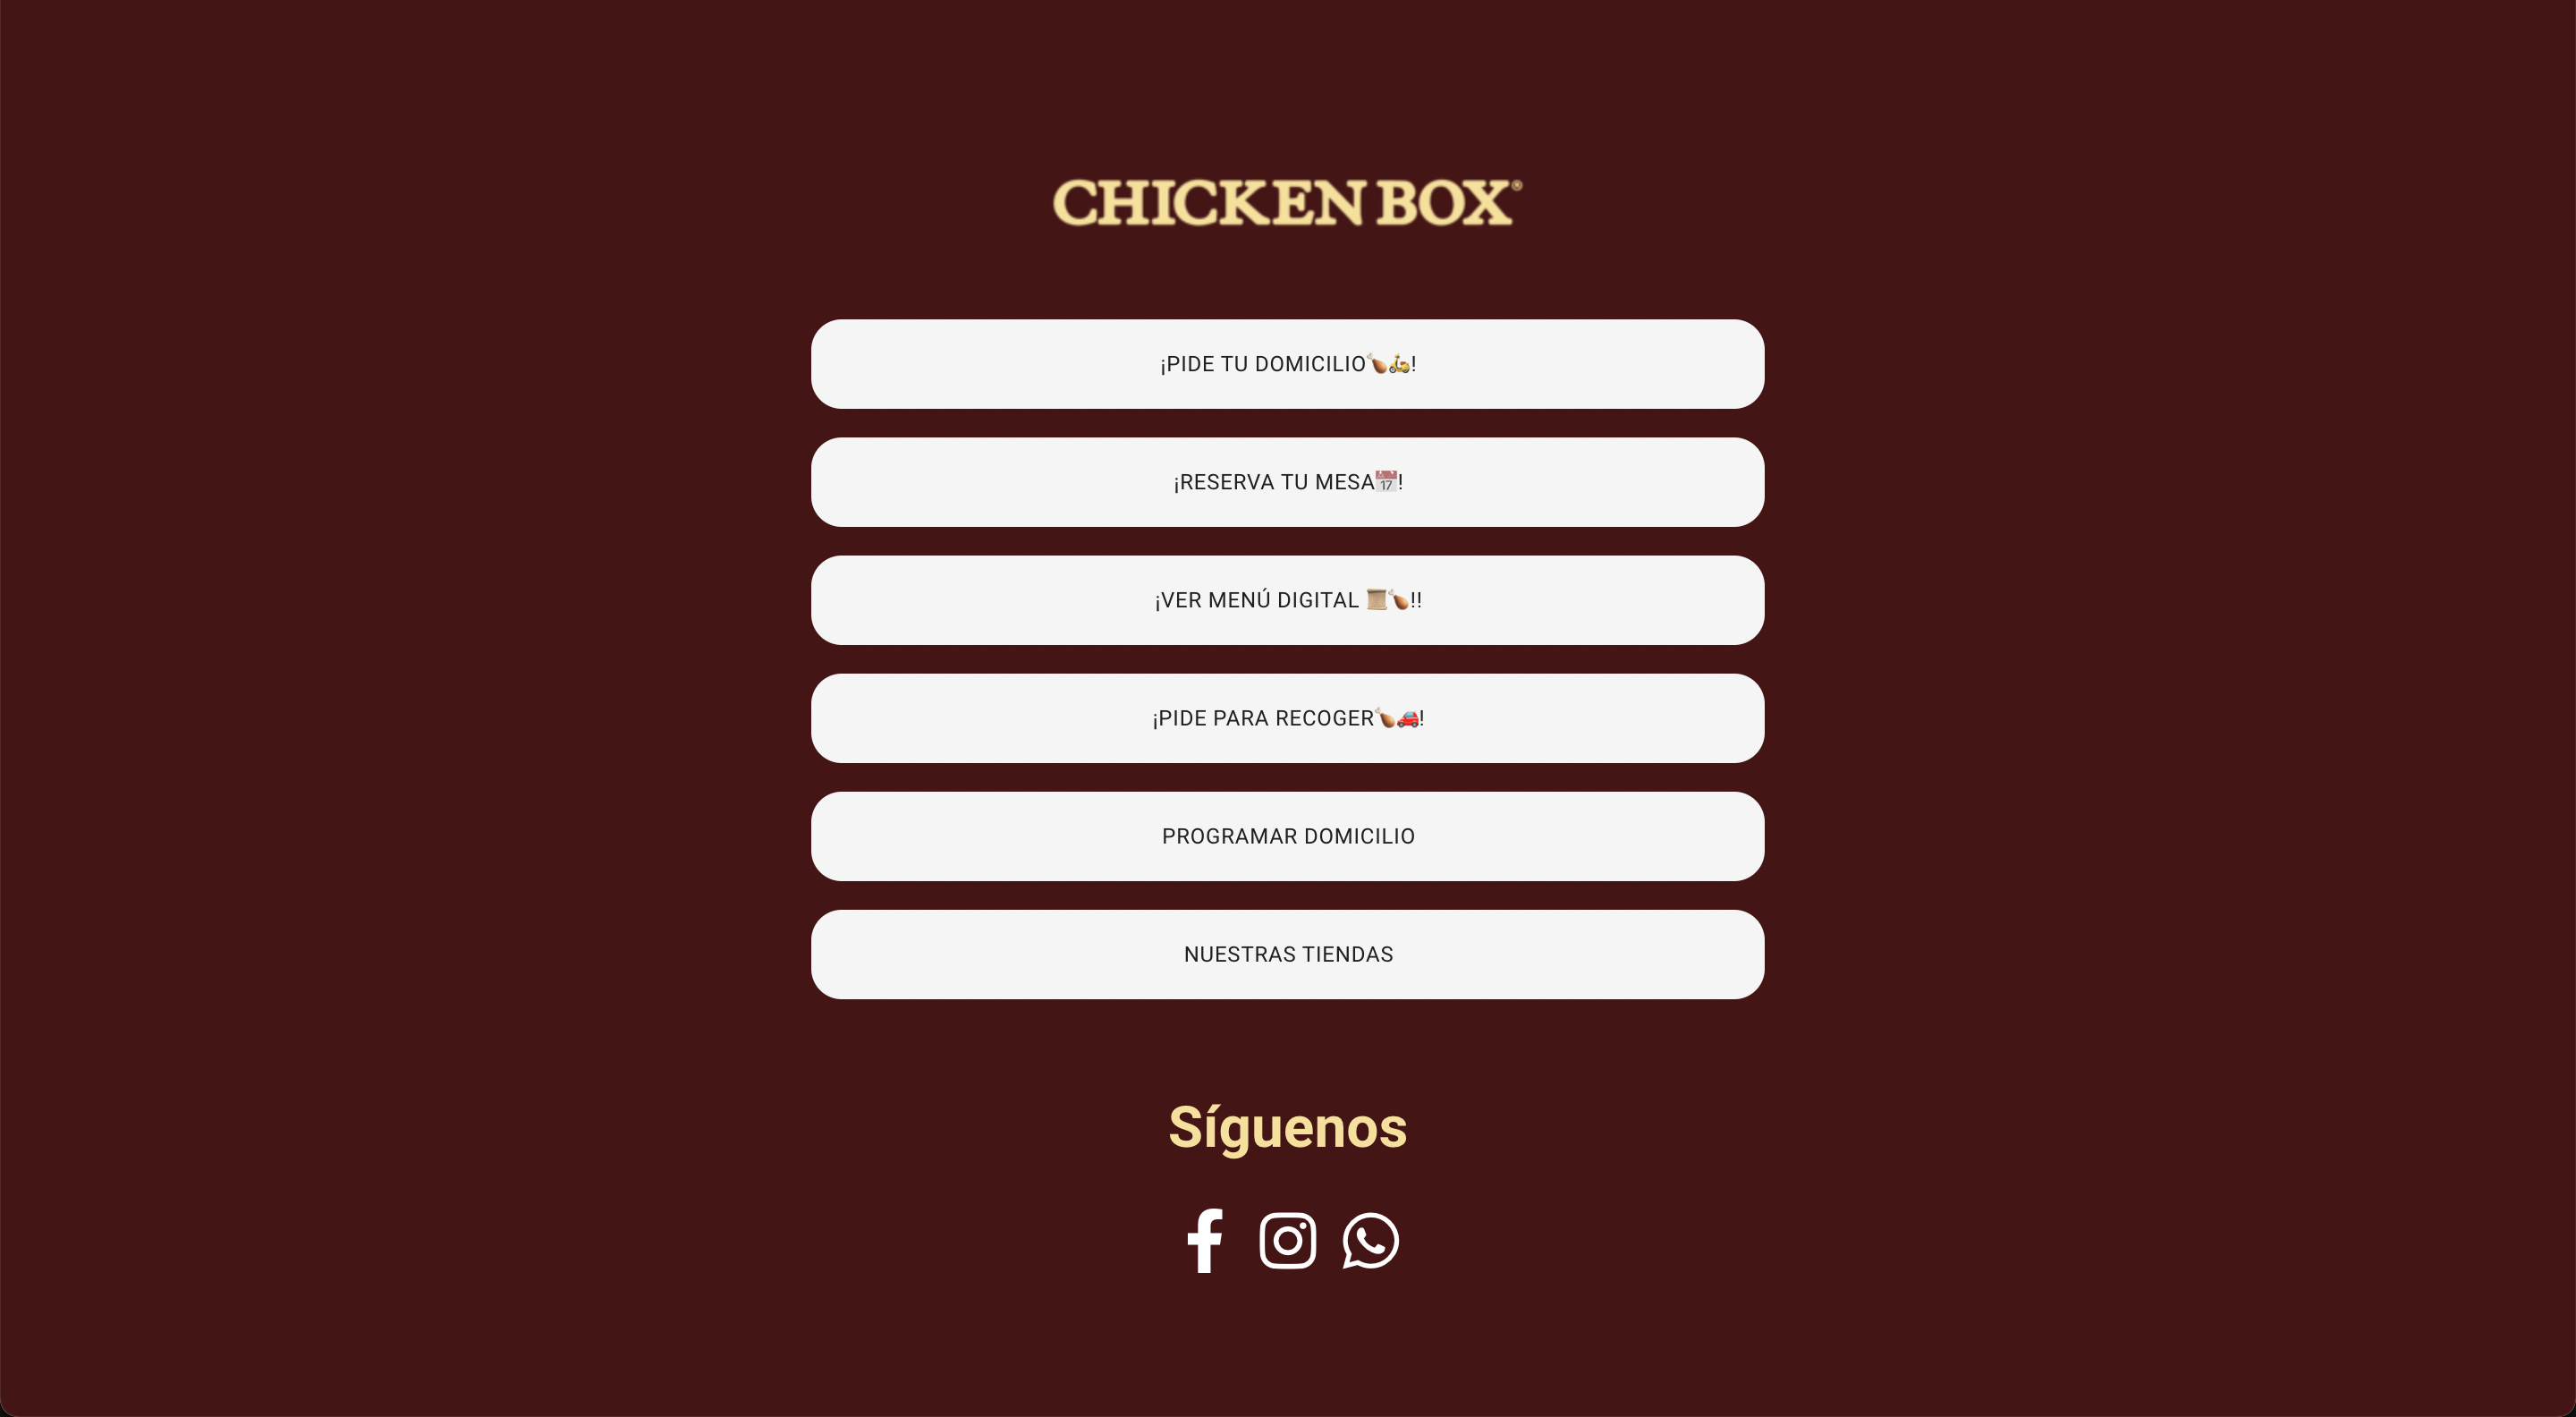 CHICKEN BOX®
¡PIDE TU DOMICILIO🍗🛵!
¡RESERVA TU MESA📅!
¡VER MENÚ DIGITAL 📜🍗!!
¡PIDE PARA RECOGER🍗🚗!
PROGRAMAR DOMICILIO
NUESTRAS TIENDAS
Síguenos